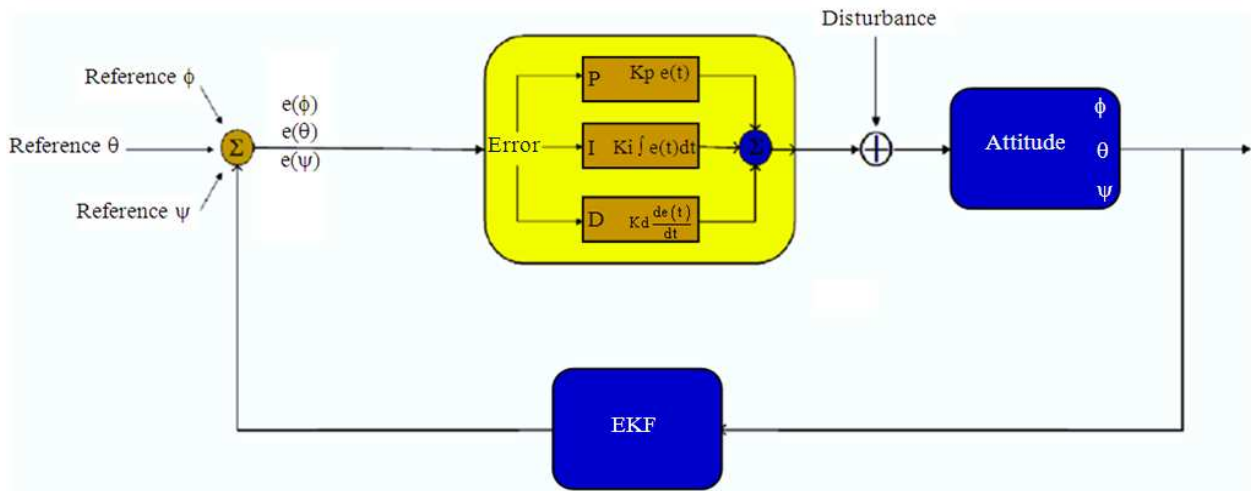 Disturbance
Reference ϕ
Reference θ
Reference ψ
Σ
e(ϕ)
e(θ)
e(ψ)
Error
P Kp e(t)
I Ki ∫ e(t)dt
D Kd de(t)/dt
Σ
Attitude
ϕ
θ
ψ
EKF